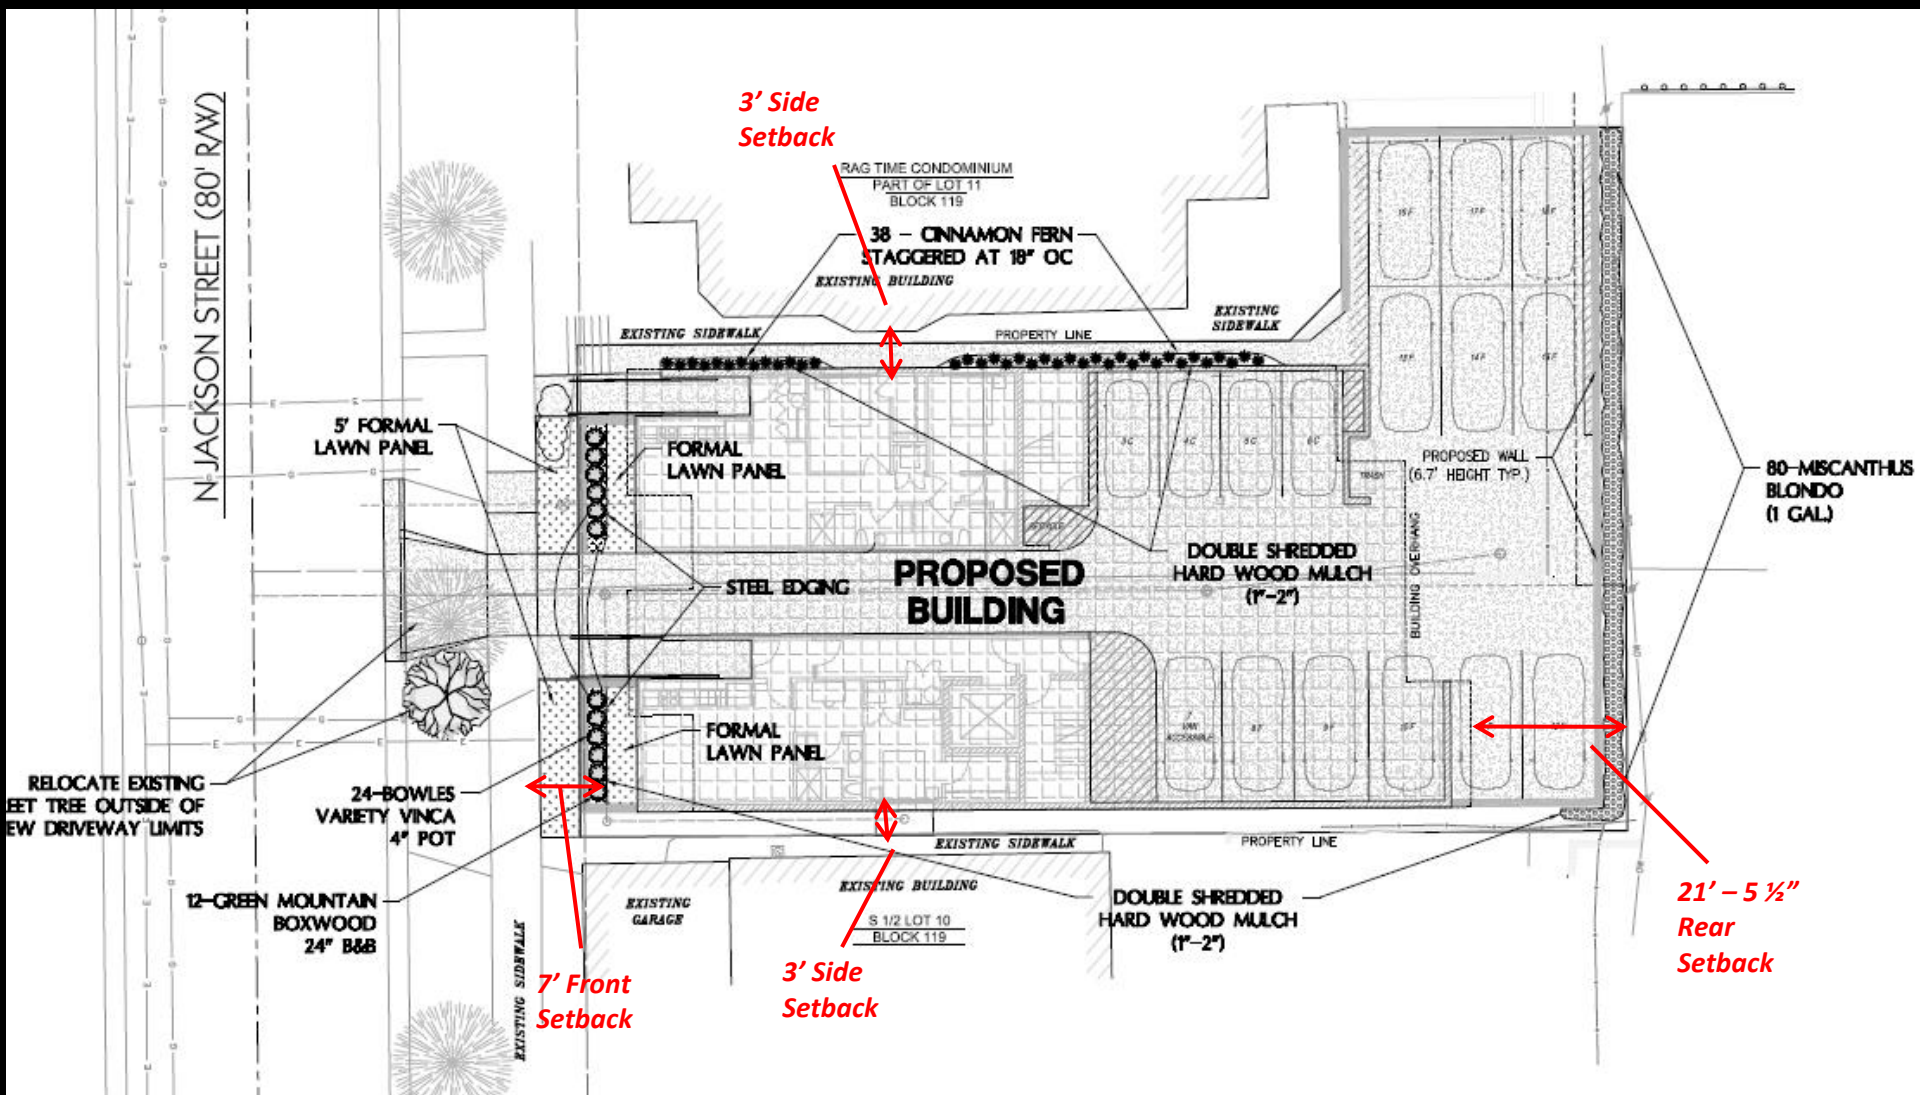 N JACKSON STREET (80' R/W)
3' Side
Setback
RAG TIME CONDOMINIUM
PART OF LOT 11
BLOCK 119
38 - CINNAMON FERN
STAGGERED AT 18" OC
EXISTING BUILDING
EXISTING SIDEWALK
PROPERTY LINE
EXISTING
SIDEWALK
5' FORMAL
LAWN PANEL
FORMAL
LAWN PANEL
STEEL EDGING
PROPOSED
BUILDING
DOUBLE SHREDDED
HARD WOOD MULCH
(1"-2")
BUILDING OVERHANG
PROPOSED WALL
(6.7' HEIGHT TYP.)
TRASH
80-MISCANTHUS
BLONDO
(1 GAL.)
FORMAL
LAWN PANEL
VAN
ACCESSIBLE
RELOCATE EXISTING
EET TREE OUTSIDE OF
EW DRIVEWAY LIMITS
24-BOWLES
VARIETY VINCA
4" POT
12-GREEN MOUNTAIN
BOXWOOD
24" B&B
EXISTING SIDEWALK
EXISTING SIDEWALK
PROPERTY LINE
EXISTING
GARAGE
EXISTING BUILDING
S 1/2 LOT 10
BLOCK 119
DOUBLE SHREDDED
HARD WOOD MULCH
(1"-2")
7' Front
Setback
3' Side
Setback
21' – 5 ½"
Rear
Setback